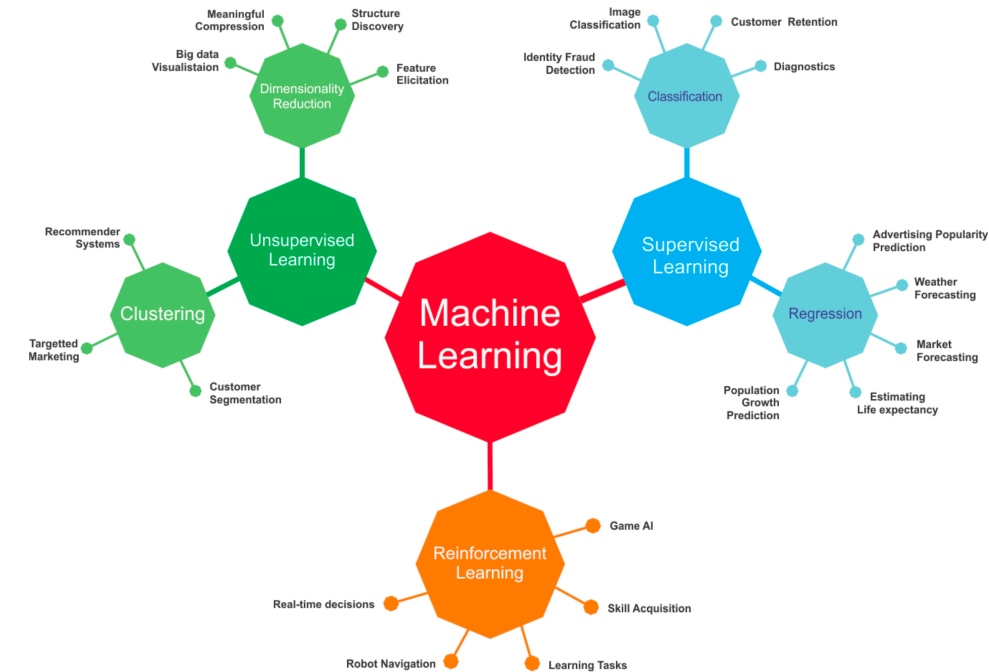 Meaningful
Compression
Structure
Discovery
Big data
Visualistaion
Feature
Elicitation
Dimensionality
Reduction
Image
Classification
Customer Retention
Identity Fraud
Detection
Diagnostics
Classification
Recommender
Systems
Unsupervised
Learning
Clustering
Targetted
Marketing
Customer
Segmentation
Machine
Learning
Supervised
Learning
Advertising Popularity
Prediction
Weather
Forecasting
Regression
Market
Forecasting
Population
Growth
Prediction
Estimating
Life expectancy
Reinforcement
Learning
Game AI
Real-time decisions
Skill Acquisition
Robot Navigation
Learning Tasks